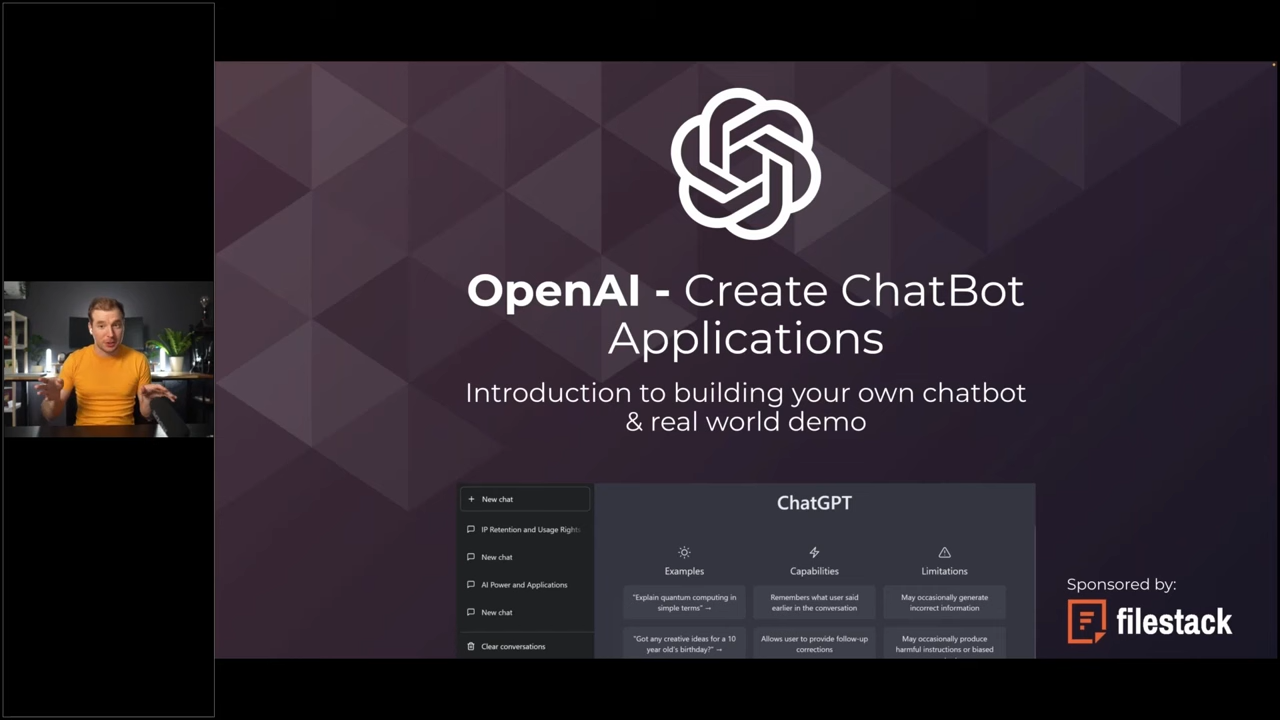 OpenAI - Create ChatBot
Applications
Introduction to building your own chatbot
& real world demo
New chat
IP Retention and Usage Rights
New chat
AI Power and Applications
New chat
Clear conversations
ChatGPT
Examples
"Explain quantum computing in
simple terms" →
"Got any creative ideas for a 10
year old's birthday?" →
Capabilities
Remembers what user said
earlier in the conversation
Allows user to provide follow-up
corrections
Limitations
May occasionally generate
incorrect information
May occasionally produce
harmful instructions or biased
Sponsored by:
filestack